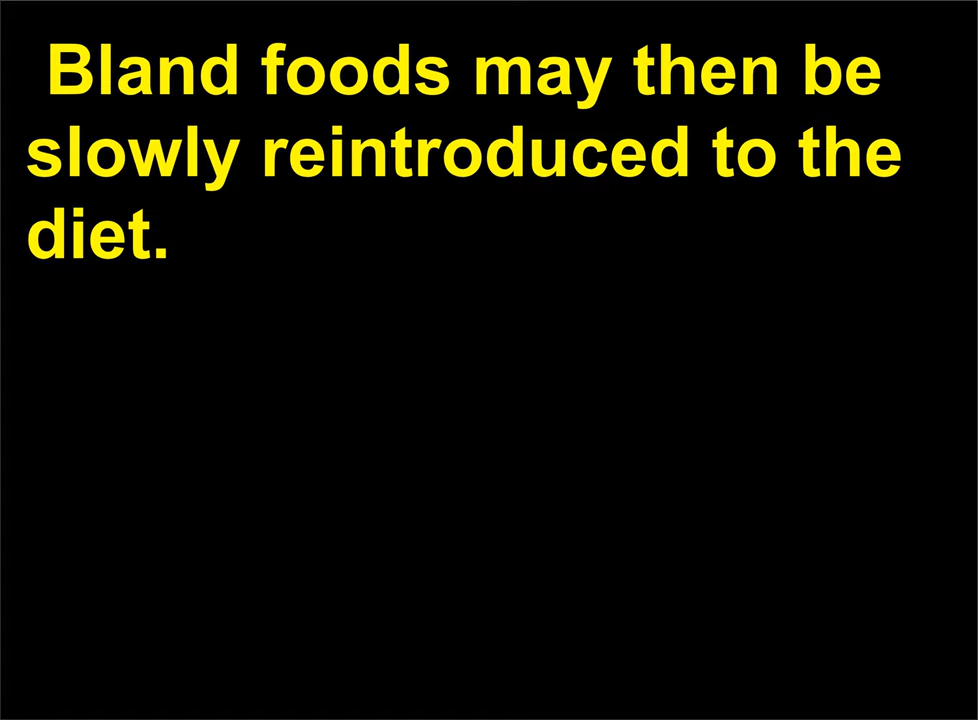 Bland foods may then be
slowly reintroduced to the
diet.